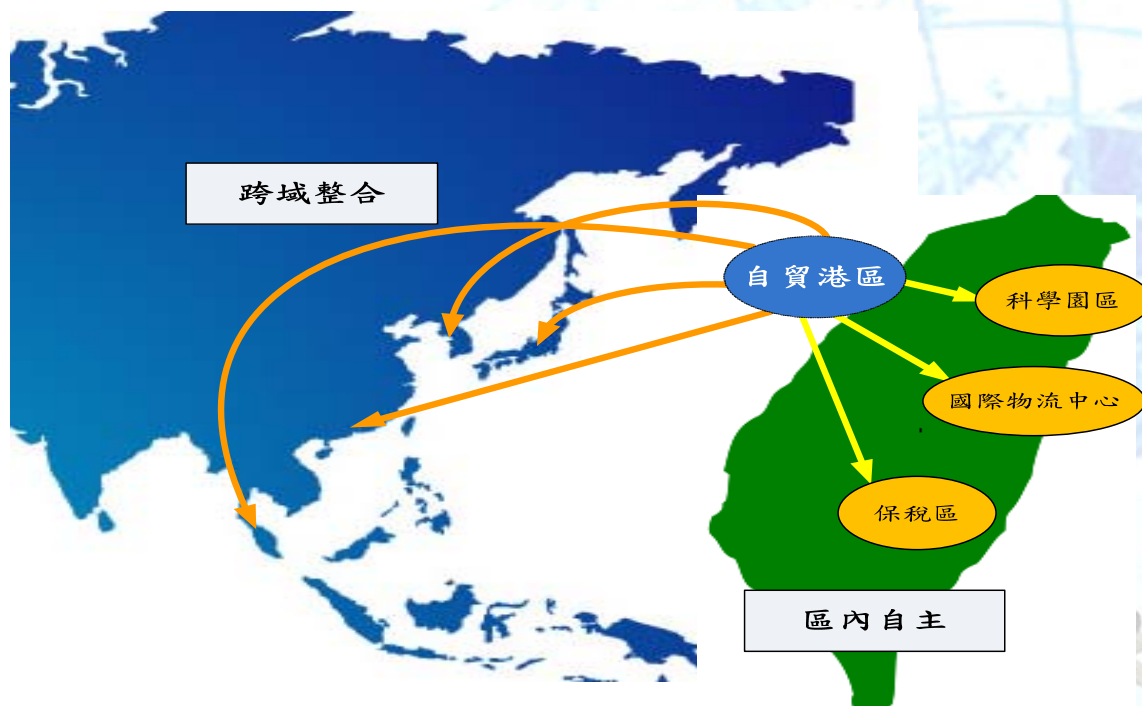 跨域整合
自貿港區
科學園區
國際物流中心
保稅區
區內自主